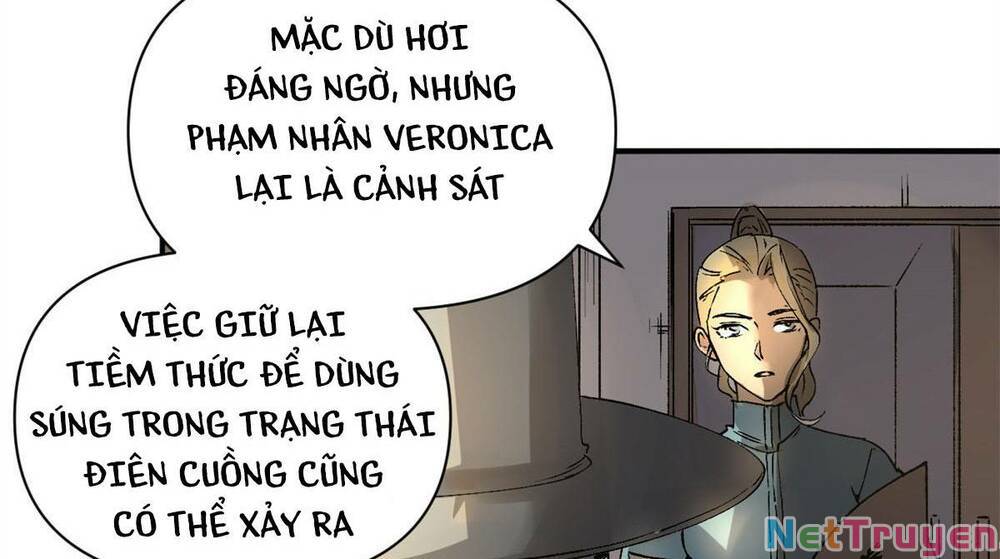 MẶC DÙ HƠI
ĐÁNG NGỜ, NHƯNG
PHẠM NHÂN VERONICA
LẠI LÀ CẢNH SÁT
VIỆC GIỮ LẠI
TIỀM THỨC ĐỂ DÙNG
SÚNG TRONG TRẠNG THÁI
ĐIÊN CUỒNG CŨNG
CÓ THỂ XẢY RA
NetTruyen